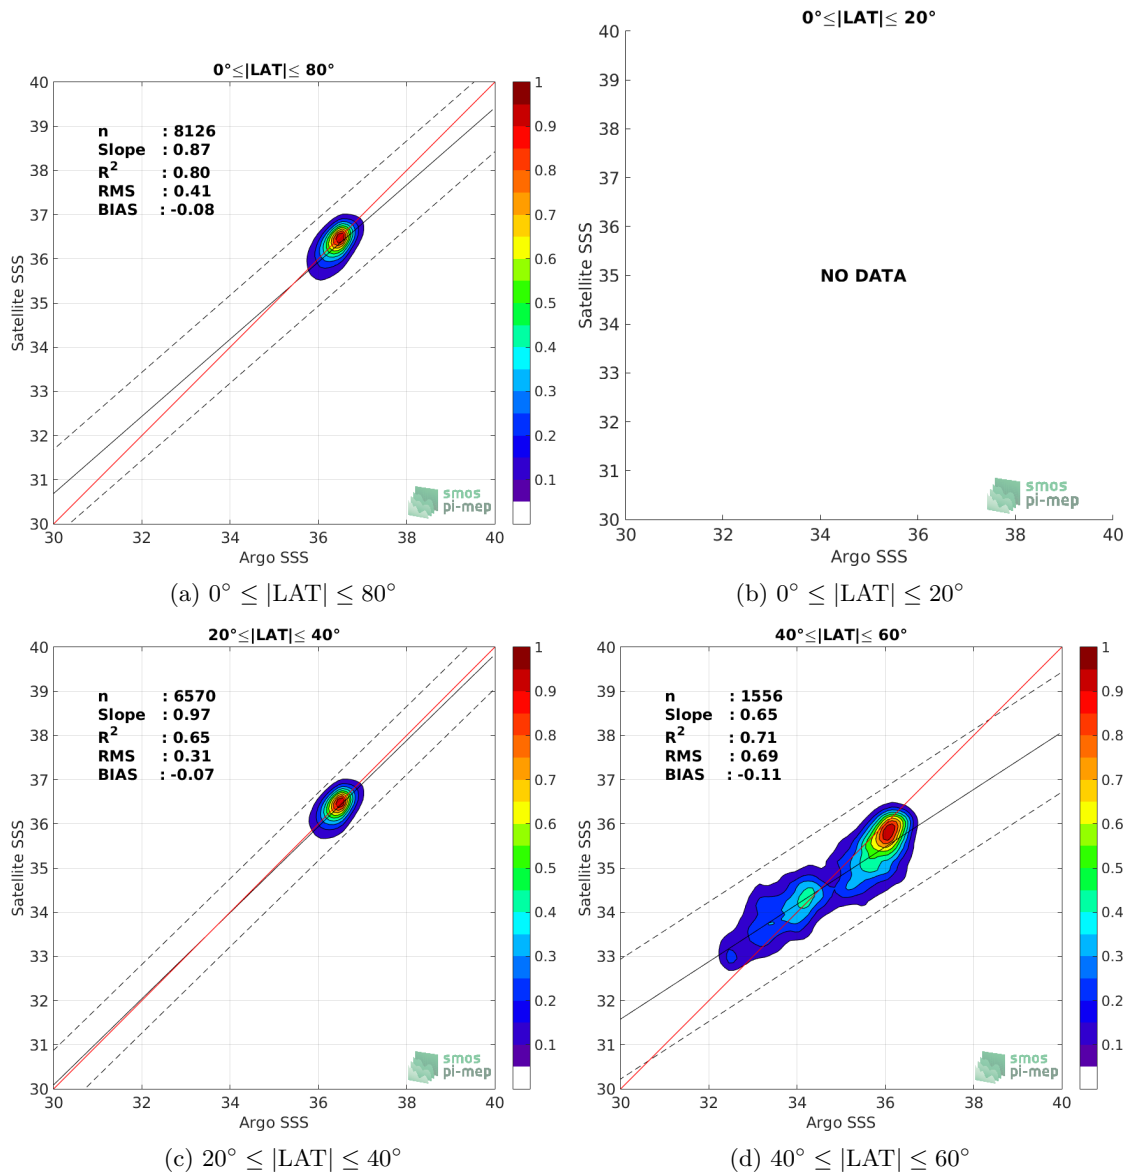 0°≤|LAT|≤ 80°
40
39
38
37
36
35
34
33
32
31
30
n : 8126
Slope : 0.87
R² : 0.80
RMS : 0.41
BIAS : -0.08
Satellite SSS
30 32 34 36 38 40
Argo SSS
1
0.9
0.8
0.7
0.6
0.5
0.4
0.3
0.2
0.1
smos
pi-mep
(a) 0° ≤ |LAT| ≤ 80°
0°≤|LAT|≤ 20°
40
39
38
37
36
35
34
33
32
31
30
Satellite SSS
NO DATA
smos
pi-mep
30 32 34 36 38 40
Argo SSS
(b) 0° ≤ |LAT| ≤ 20°
20°≤|LAT|≤ 40°
40
39
38
37
36
35
34
33
32
31
30
n : 6570
Slope : 0.97
R² : 0.65
RMS : 0.31
BIAS : -0.07
Satellite SSS
30 32 34 36 38 40
Argo SSS
1
0.9
0.8
0.7
0.6
0.5
0.4
0.3
0.2
0.1
smos
pi-mep
(c) 20° ≤ |LAT| ≤ 40°
40°≤|LAT|≤ 60°
40
39
38
37
36
35
34
33
32
31
30
n : 1556
Slope : 0.65
R² : 0.71
RMS : 0.69
BIAS : -0.11
Satellite SSS
30 32 34 36 38 40
Argo SSS
1
0.9
0.8
0.7
0.6
0.5
0.4
0.3
0.2
0.1
smos
pi-mep
(d) 40° ≤ |LAT| ≤ 60°